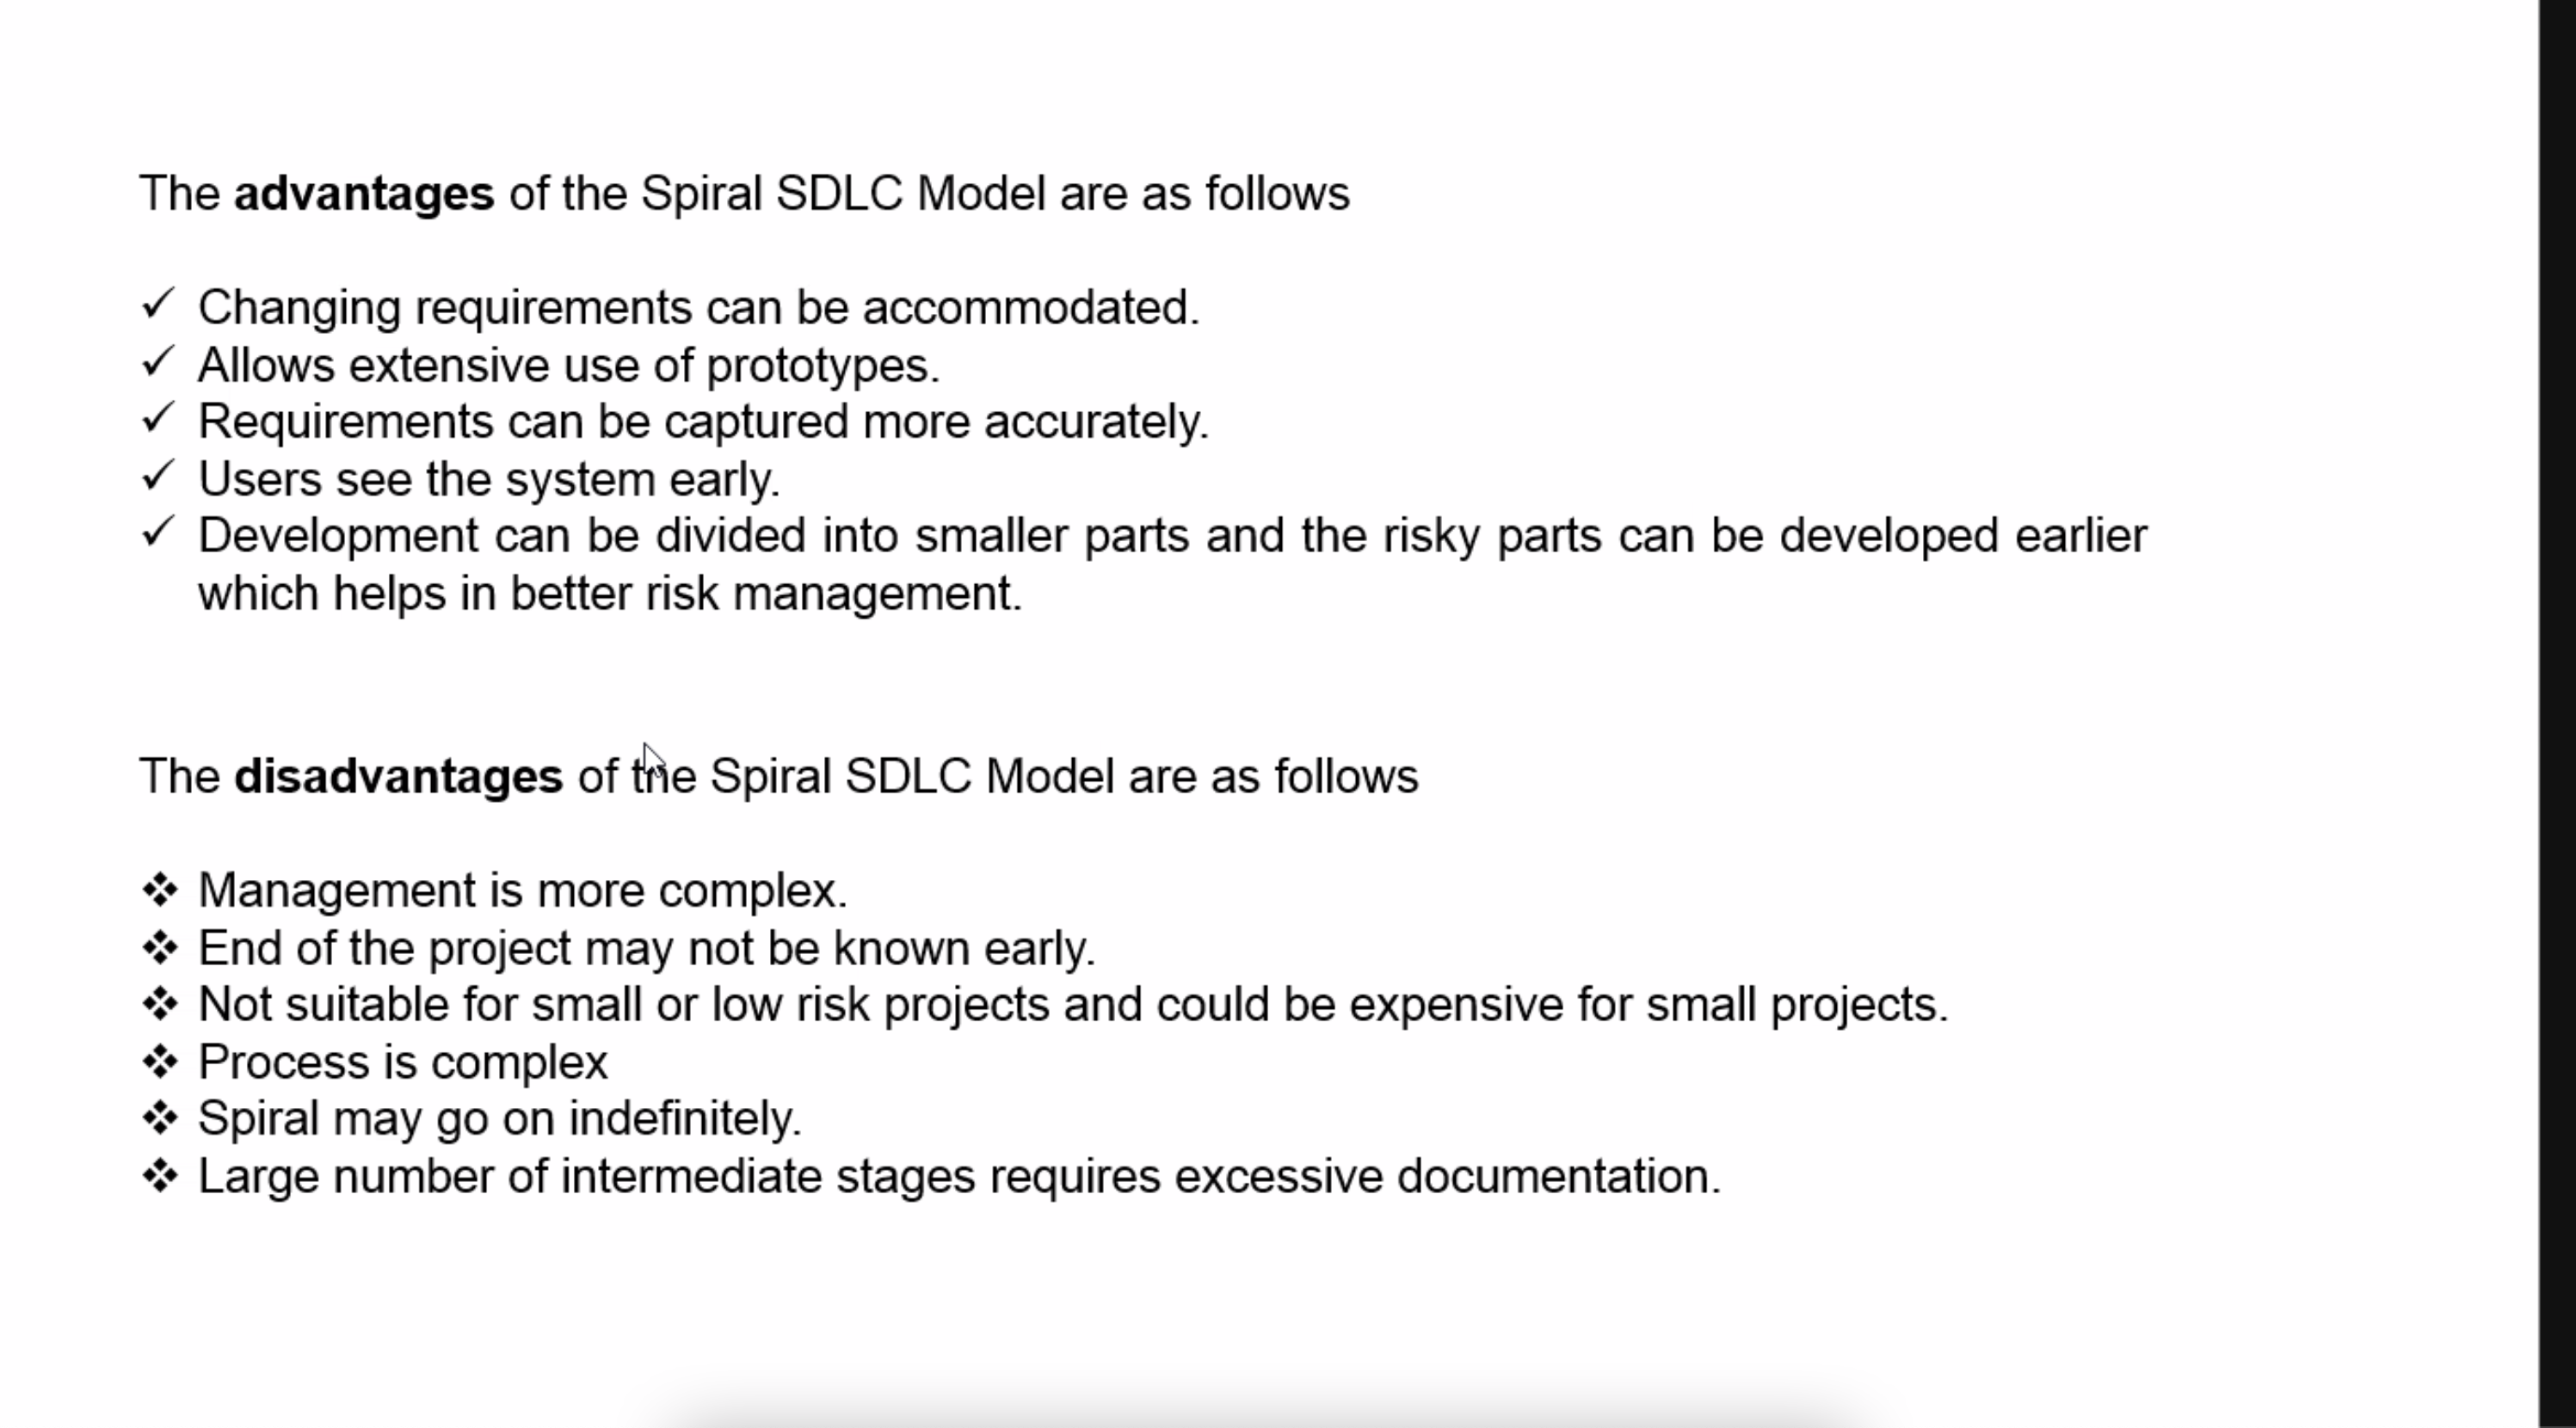 The advantages of the Spiral SDLC Model are as follows
✓ Changing requirements can be accommodated.
✓ Allows extensive use of prototypes.
✓ Requirements can be captured more accurately.
✓ Users see the system early.
✓ Development can be divided into smaller parts and the risky parts can be developed earlier
which helps in better risk management.
The disadvantages of the Spiral SDLC Model are as follows
❖ Management is more complex.
❖ End of the project may not be known early.
❖ Not suitable for small or low risk projects and could be expensive for small projects.
❖ Process is complex
❖ Spiral may go on indefinitely.
❖ Large number of intermediate stages requires excessive documentation.